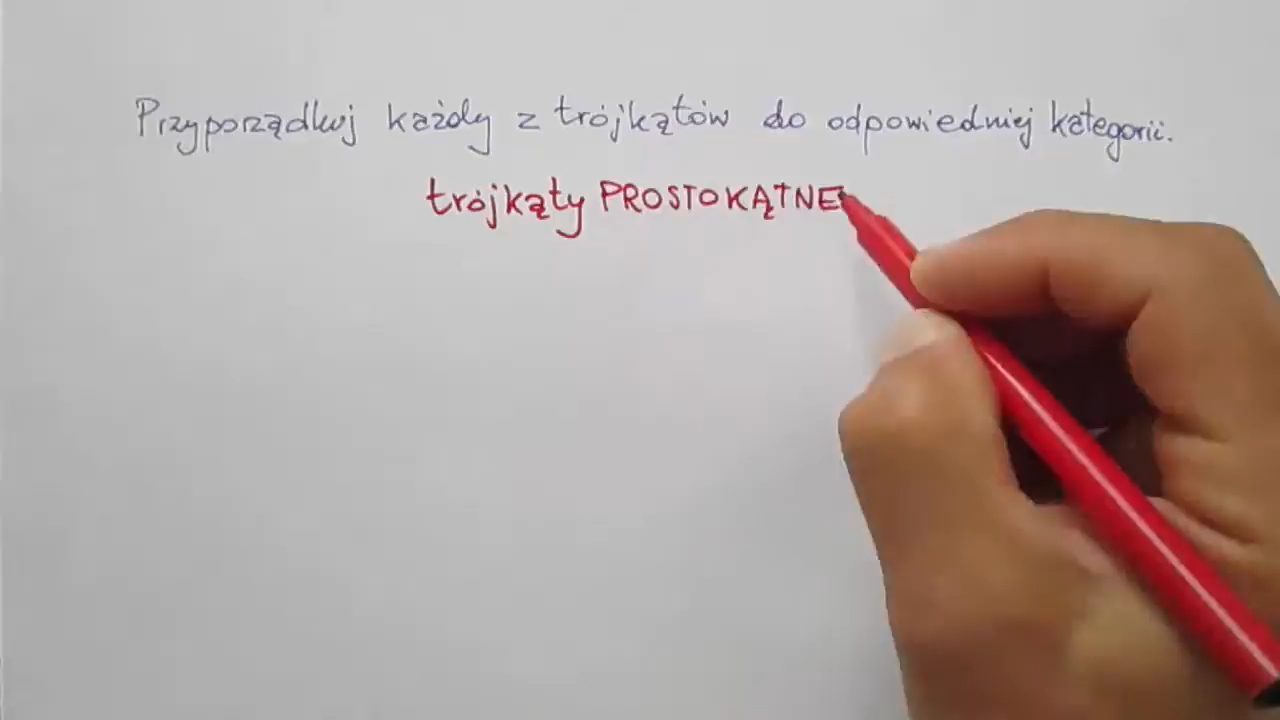 Przyporządkuj każdy z trójkątów do odpowiedniej kategorii.
trójkąty PROSTOKĄTNE